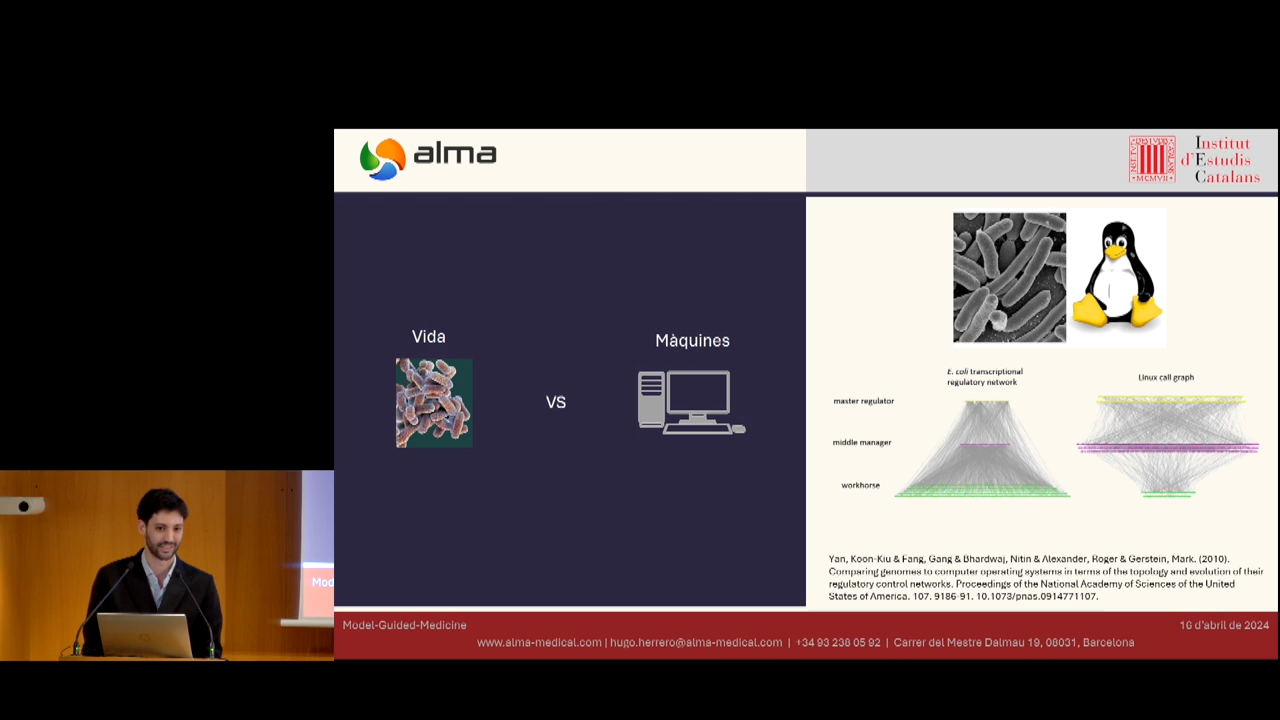 alma
Institut
d'Estudis
Catalans
MCMVII
Vida
vs
Màquines
E. coli transcriptional
regulatory network
Linux call graph
master regulator
middle manager
workhorse
Yan, Koon-Kiu & Fang, Gang & Bhardwaj, Nitin & Alexander, Roger & Gerstein, Mark. (2010).
Comparing genomes to computer operating systems in terms of the topology and evolution of their
regulatory control networks. Proceedings of the National Academy of Sciences of the United
States of America. 107. 9186-91. 10.1073/pnas.0914771107.
Mod
Model-Guided-Medicine
16 d'abril de 2024
www.alma-medical.com | hugo.herrero@alma-medical.com | +34 93 238 05 92 | Carrer del Mestre Dalmau 19, 08031, Barcelona